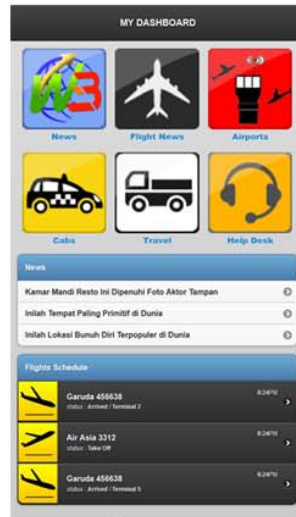 MY DASHBOARD
News
Flight News
Airports
Cabs
Travel
Help Desk
News
Kamar Mandi Resto Ini Dipenuhi Foto Aktor Tampan
Inilah Tempat Paling Primitif di Dunia
Inilah Lokasi Bunuh Diri Terpopuler di Dunia
Flights Schedule
Garuda 456638
8:24PM
status : Arrived / Terminal 2
Air Asia 3312
8:24PM
status : Take Off
Garuda 456638
8:24PM
status : Arrived / Terminal 5